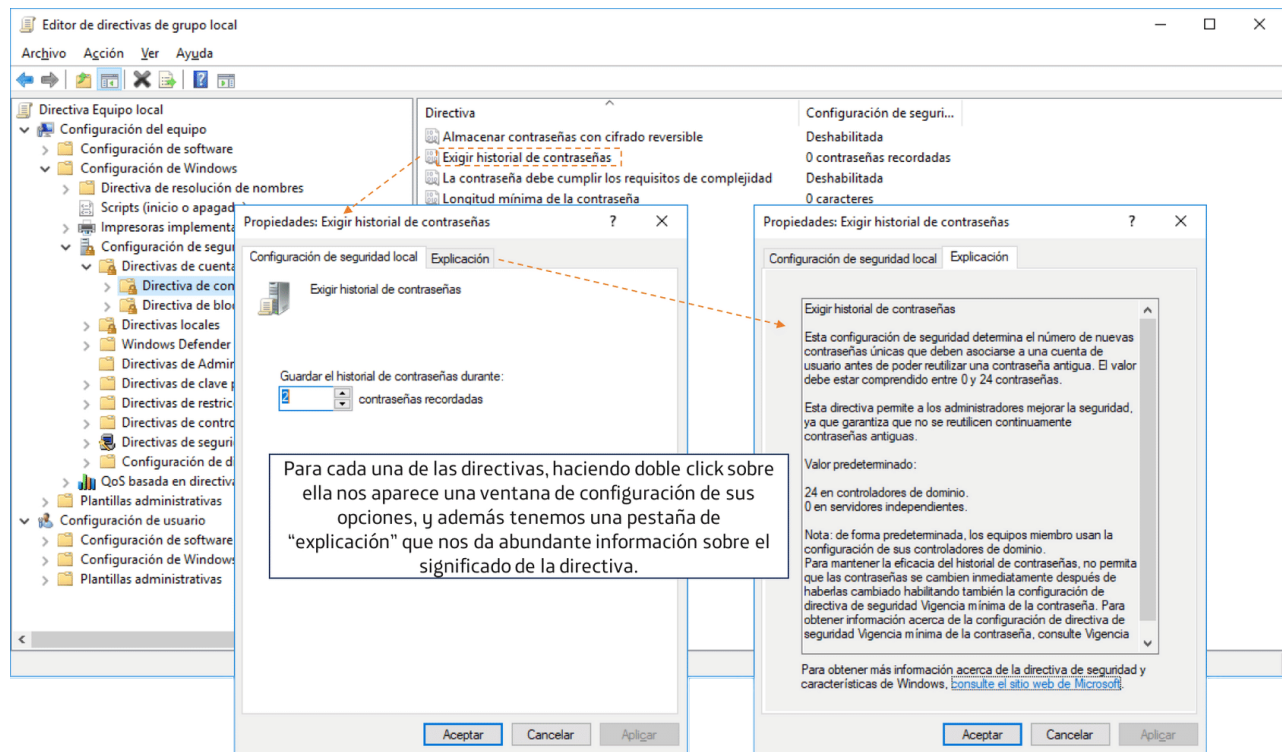 Editor de directivas de grupo local
Archivo Acción Ver Ayuda
Directiva Equipo local
Configuración del equipo
Configuración de software
Configuración de Windows
Directiva de resolución de nombres
Scripts (inicio o apagad
Impresoras implementa
Configuración de segu
Directivas de cuenta
Directiva de con
Directiva de bloq
Directivas locales
Windows Defender
Directivas de Admin
Directivas de clave p
Directivas de restric
Directivas de contro
Directivas de seguri
Configuración de di
QoS basada en directiva
Plantillas administrativas
Configuración de usuario
Configuración de software
Configuración de Windows
Plantillas administrativas
Directiva Configuración de seguri...
Almacenar contraseñas con cifrado reversible Deshabilitada
Exigir historial de contraseñas 0 contraseñas recordadas
La contraseña debe cumplir los requisitos de complejidad Deshabilitada
Longitud mínima de la contraseña 0 caracteres
Propiedades: Exigir historial de contraseñas ?
Configuración de seguridad local Explicación
Exigir historial de contraseñas
Guardar el historial de contraseñas durante:
2 contraseñas recordadas
Aceptar Cancelar Aplicar
Para cada una de las directivas, haciendo doble click sobre
ella nos aparece una ventana de configuración de sus
opciones, y además tenemos una pestaña de
“explicación” que nos da abundante información sobre el
significado de la directiva.
Propiedades: Exigir historial de contraseñas ?
Configuración de seguridad local Explicación
Exigir historial de contraseñas
Esta configuración de seguridad determina el número de nuevas
contraseñas únicas que deben asociarse a una cuenta de
usuario antes de poder reutilizar una contraseña antigua. El valor
debe estar comprendido entre 0 y 24 contraseñas.
Esta directiva permite a los administradores mejorar la seguridad,
ya que garantiza que no se reutilicen continuamente
contraseñas antiguas.
Valor predeterminado:
24 en controladores de dominio.
0 en servidores independientes.
Nota: de forma predeterminada, los equipos miembro usan la
configuración de sus controladores de dominio.
Para mantener la eficacia del historial de contraseñas, no permita
que las contraseñas se cambien inmediatamente después de
haberlas cambiado habilitando también la configuración de
directiva de seguridad Vigencia mínima de la contraseña. Para
obtener información acerca de la configuración de directiva de
seguridad Vigencia mínima de la contraseña, consulte Vigencia
Para obtener más información acerca de la directiva de seguridad y
características de Windows, consulte el sitio web de Microsoft.
Aceptar Cancelar Aplicar